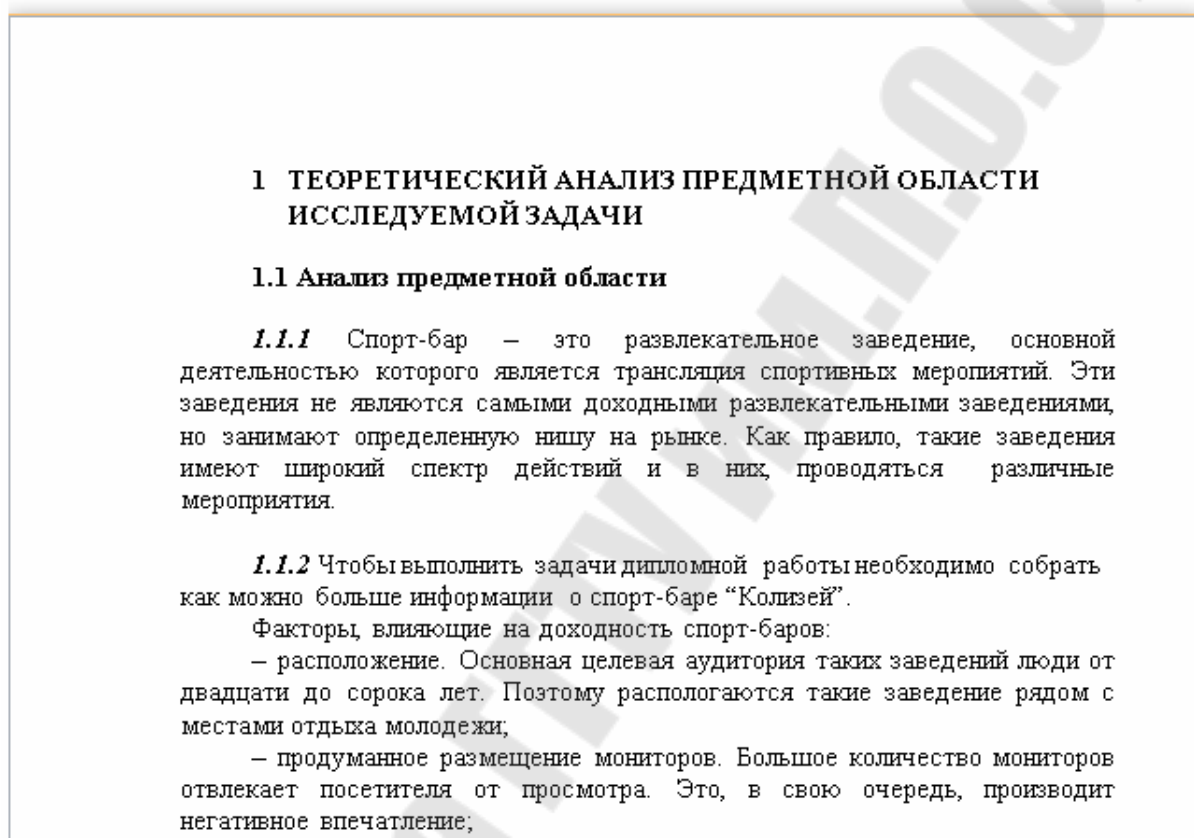 1 ТЕОРЕТИЧЕСКИЙ АНАЛИЗ ПРЕДМЕТНОЙ ОБЛАСТИ
ИССЛЕДУЕМОЙ ЗАДАЧИ
1.1 Анализ предметной области
1.1.1 Спорт-бар – это развлекательное заведение, основной
деятельностью которого является трансляция спортивных меропиятий. Эти
заведения не являются самыми доходными развлекательными заведениями,
но занимают определенную нишу на рынке. Как правило, такие заведения
имеют широкий спектр действий и в них, проводяться различные
мероприятия.
1.1.2 Чтобы выполнить задачи дипломной работы необходимо собрать
как можно больше информации о спорт-баре “Колизей”.
Факторы, влияющие на доходность спорт-баров:
– расположение. Основная целевая аудитория таких заведений люди от
двадцати до сорока лет. Поэтому распологаются такие заведение рядом с
местами отдыха молодежи;
– продуманное размещение мониторов. Большое количество мониторов
отвлекает посетителя от просмотра. Это, в свою очередь, производит
негативное впечатление;
ГГТУ ИМ.П.О.